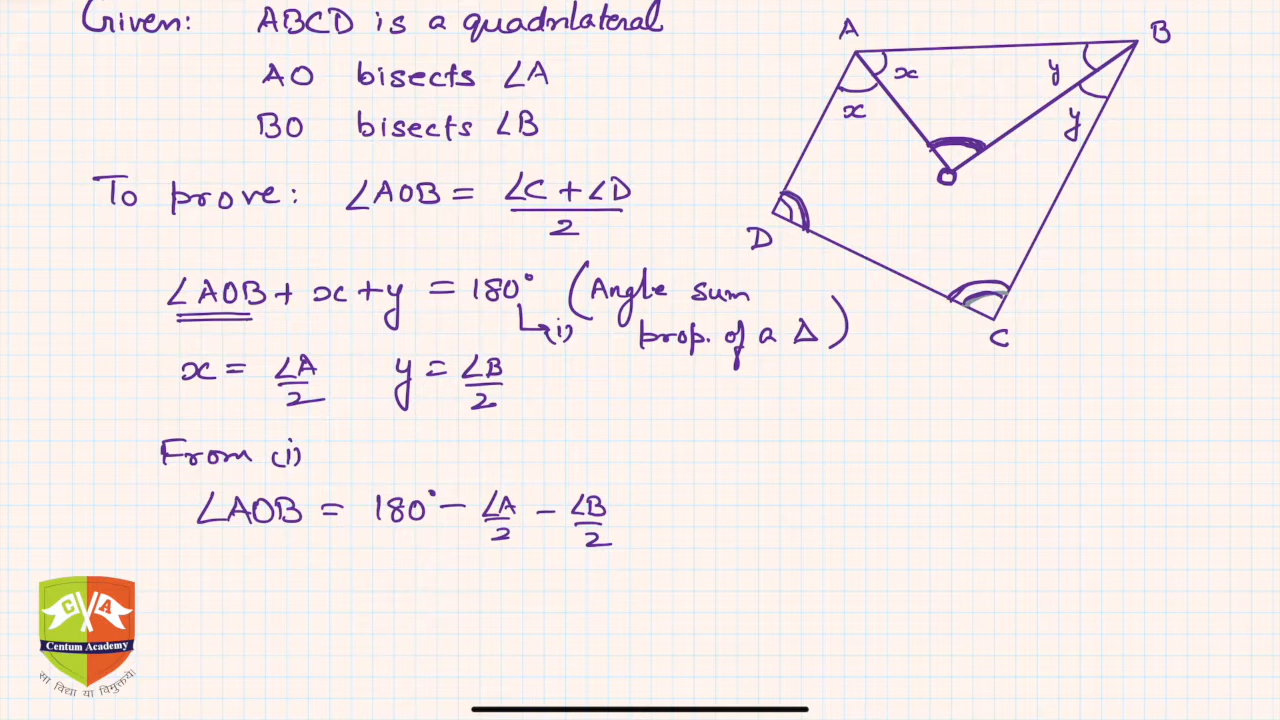 Given: ABCD is a quadrilateral
AO bisects ∠A
BO bisects ∠B
To prove: ∠AOB = (∠C + ∠D)/2
∠AOB + x + y = 180° (Angle sum
(i) prop. of a Δ)
x = ∠A/2 y = ∠B/2
From (i)
∠AOB = 180° - ∠A/2 - ∠B/2
A
B
x
y
x
y
O
D
C
C A
Centum Academy
सा विद्या या विमुक्तये।